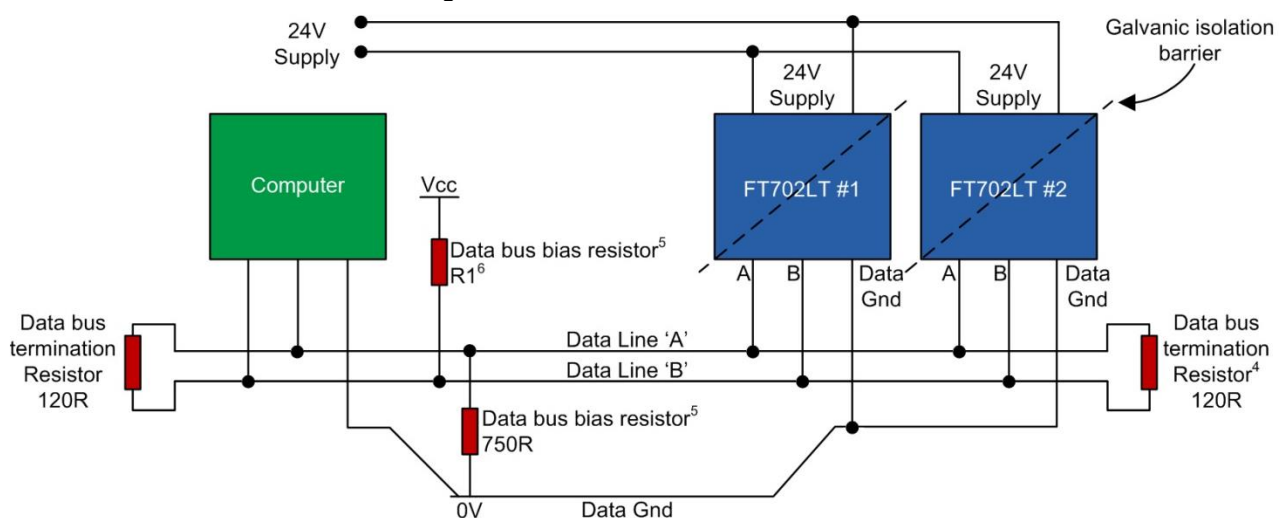 24V
Supply
Galvanic isolation
barrier
24V
Supply
24V
Supply
Computer
Vcc
FT702LT #1
FT702LT #2
Data bus bias resistor5
R16
A
B
Data
Gnd
A
B
Data
Gnd
Data bus
termination
Resistor
120R
Data Line ‘A’
Data Line ‘B’
Data bus
termination
Resistor4
120R
Data bus bias resistor5
750R
0V
Data Gnd